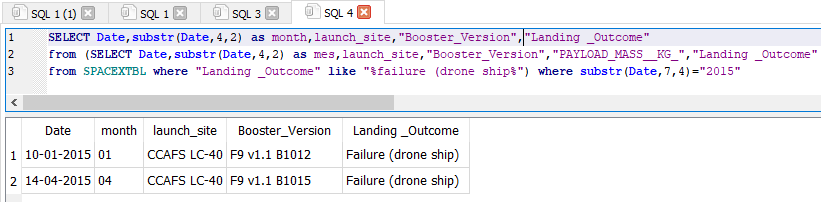 SQL 1 (1) SQL 1 SQL 3 SQL 4
1 SELECT Date,substr(Date,4,2) as month,launch_site,"Booster_Version","Landing _Outcome"
2 from (SELECT Date,substr(Date,4,2) as mes,launch_site,"Booster_Version","PAYLOAD_MASS__KG_","Landing _Outcome"
3 from SPACEXTBL where "Landing _Outcome" like "%failure (drone ship%") where substr(Date,7,4)="2015"
Date month launch_site Booster_Version Landing _Outcome
1 10-01-2015 01 CCAFS LC-40 F9 v1.1 B1012 Failure (drone ship)
2 14-04-2015 04 CCAFS LC-40 F9 v1.1 B1015 Failure (drone ship)